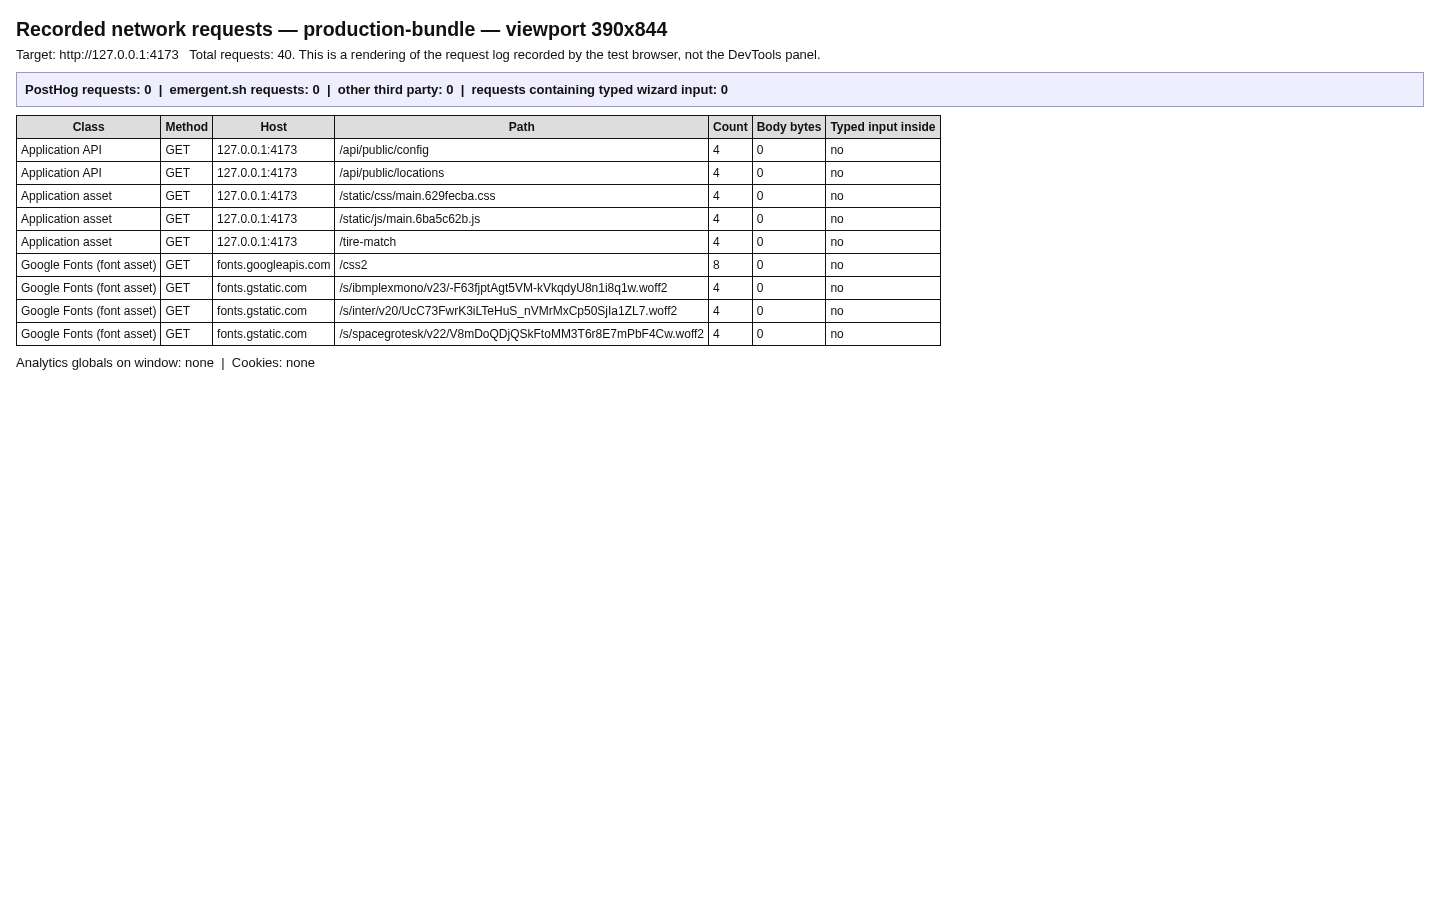 Recorded network requests — production-bundle — viewport 390x844
Target: http://127.0.0.1:4173 Total requests: 40. This is a rendering of the request log recorded by the test browser, not the DevTools panel.
PostHog requests: 0 | emergent.sh requests: 0 | other third party: 0 | requests containing typed wizard input: 0
Class Method Host Path Count Body bytes Typed input inside
Application API GET 127.0.0.1:4173 /api/public/config 4 0 no
Application API GET 127.0.0.1:4173 /api/public/locations 4 0 no
Application asset GET 127.0.0.1:4173 /static/css/main.629fecba.css 4 0 no
Application asset GET 127.0.0.1:4173 /static/js/main.6ba5c62b.js 4 0 no
Application asset GET 127.0.0.1:4173 /tire-match 4 0 no
Google Fonts (font asset) GET fonts.googleapis.com /css2 8 0 no
Google Fonts (font asset) GET fonts.gstatic.com /s/ibmplexmono/v23/-F63fjptAgt5VM-kVkqdyU8n1i8q1w.woff2 4 0 no
Google Fonts (font asset) GET fonts.gstatic.com /s/inter/v20/UcC73FwrK3iLTeHuS_nVMrMxCp50SjIa1ZL7.woff2 4 0 no
Google Fonts (font asset) GET fonts.gstatic.com /s/spacegrotesk/v22/V8mDoQDjQSkFtoMM3T6r8E7mPbF4Cw.woff2 4 0 no
Analytics globals on window: none | Cookies: none